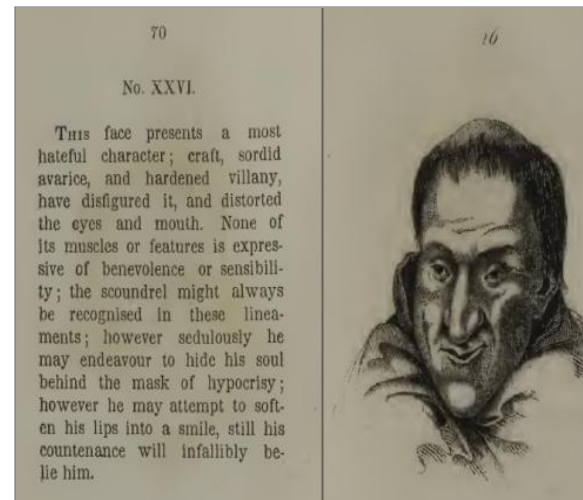 70
No. XXVI.
THIS face presents a most
hateful character; craft, sordid
avarice, and hardened villany,
have disfigured it, and distorted
the eyes and mouth. None of
its muscles or features is expres-
sive of benevolence or sensibili-
ty; the scoundrel might always
be recognised in these linea-
ments; however sedulously he
may endeavour to hide his soul
behind the mask of hypocrisy;
however he may attempt to soft-
en his lips into a smile, still his
countenance will infallibly be-
lie him.
26